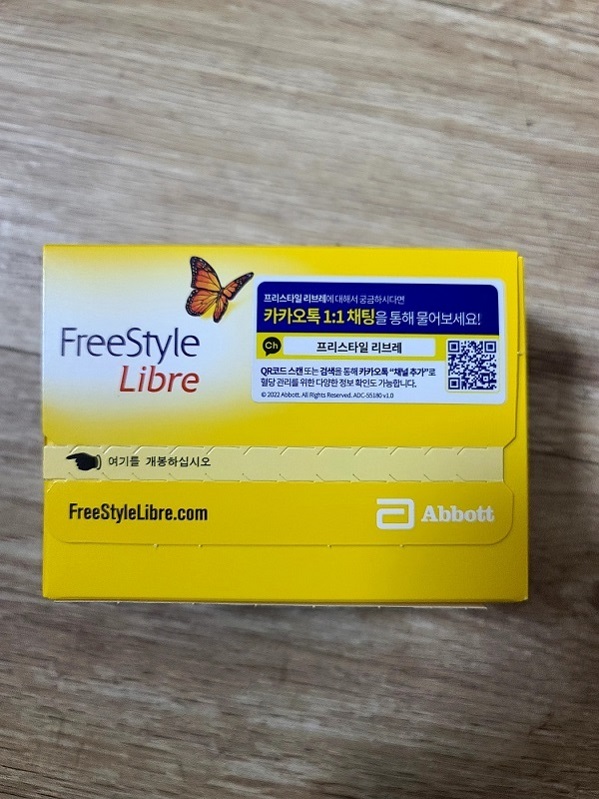 프리스타일 리브레에 대해서 궁금하시다면
카카오톡 1:1 채팅을 통해 물어보세요!
Ch
프리스타일 리브레
QR코드 스캔 또는 검색을 통해 카카오톡 “채널 추가”로
혈당 관리를 위한 다양한 정보 확인도 가능합니다.
© 2022 Abbott. All Rights Reserved. ADC-55180 v1.0
FreeStyle
Libre
여기를 개봉하십시오
FreeStyleLibre.com
Abbott